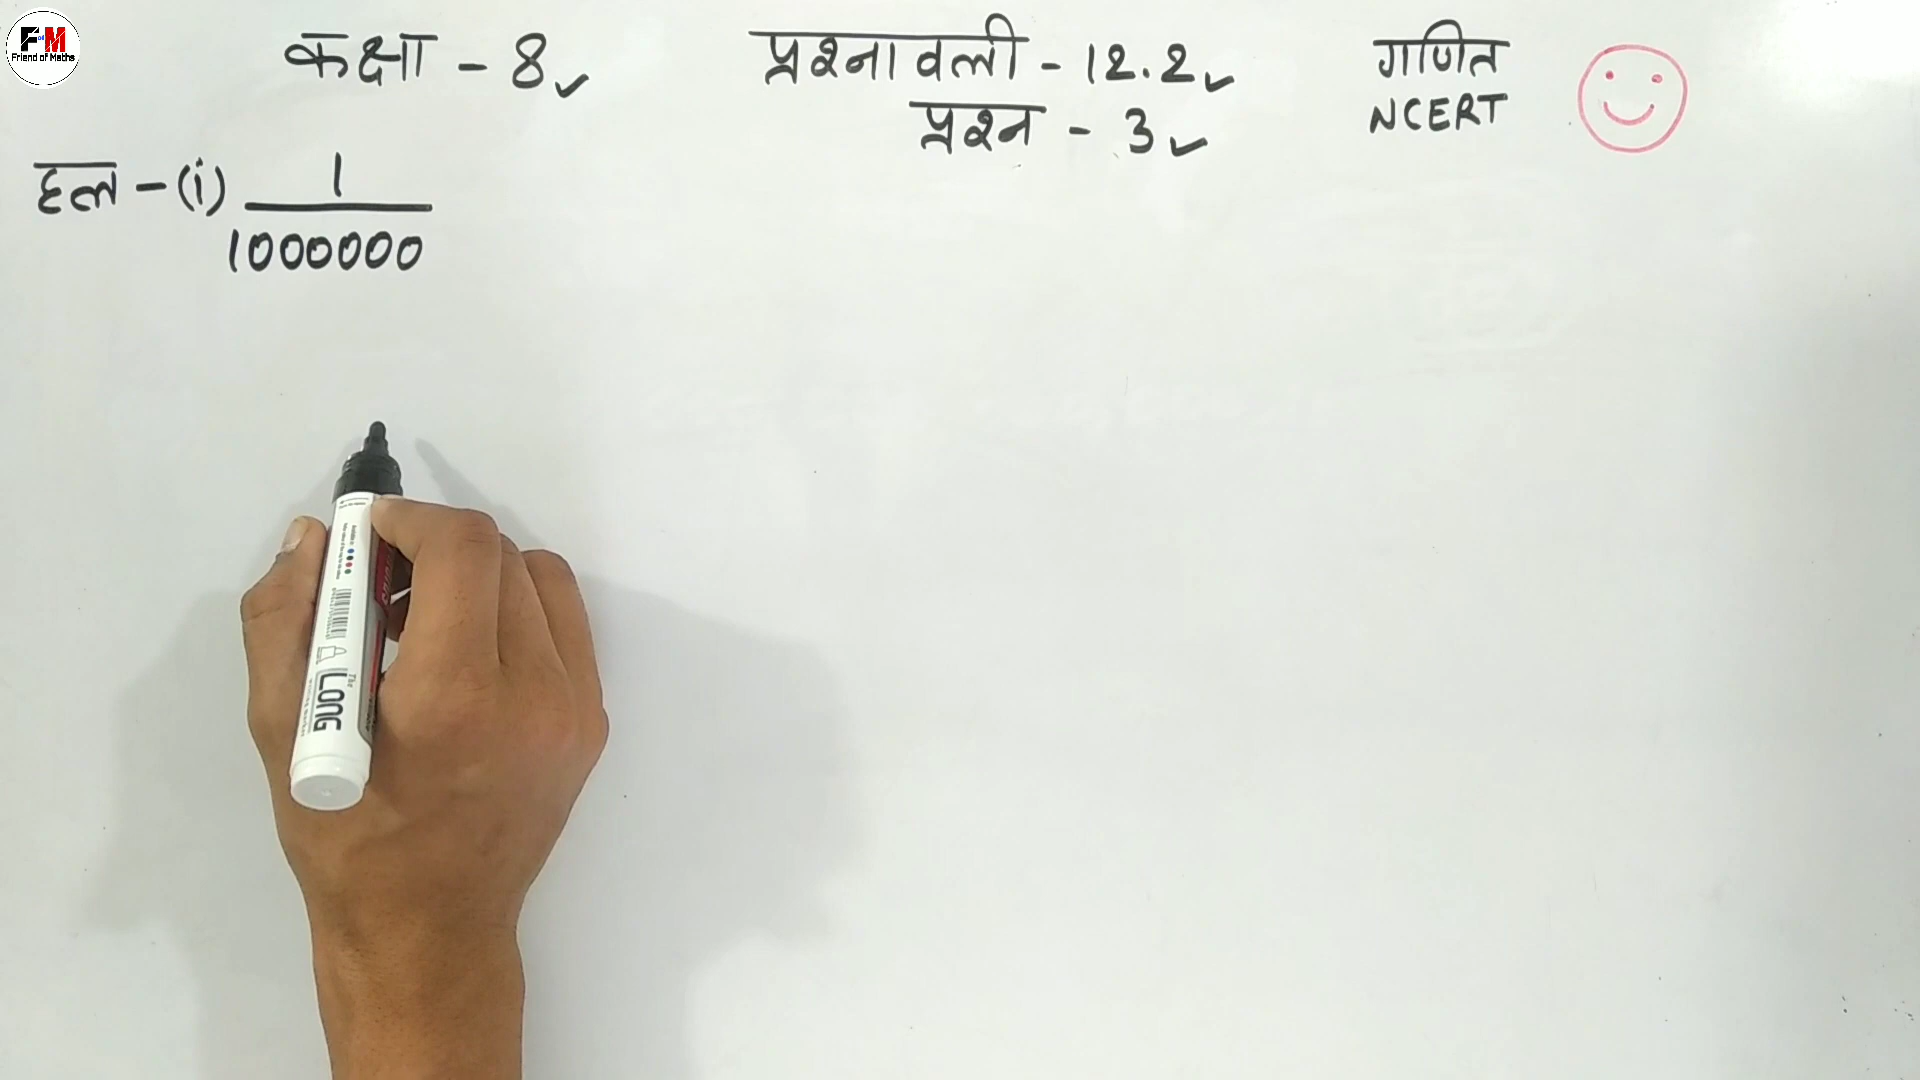 FM
Friend of Maths
कक्षा - 8 ✓
प्रश्नावली - 12.2 ✓
गणित
NCERT
प्रश्न - 3 ✓
हल - (i) 1
1000000
The
LONG